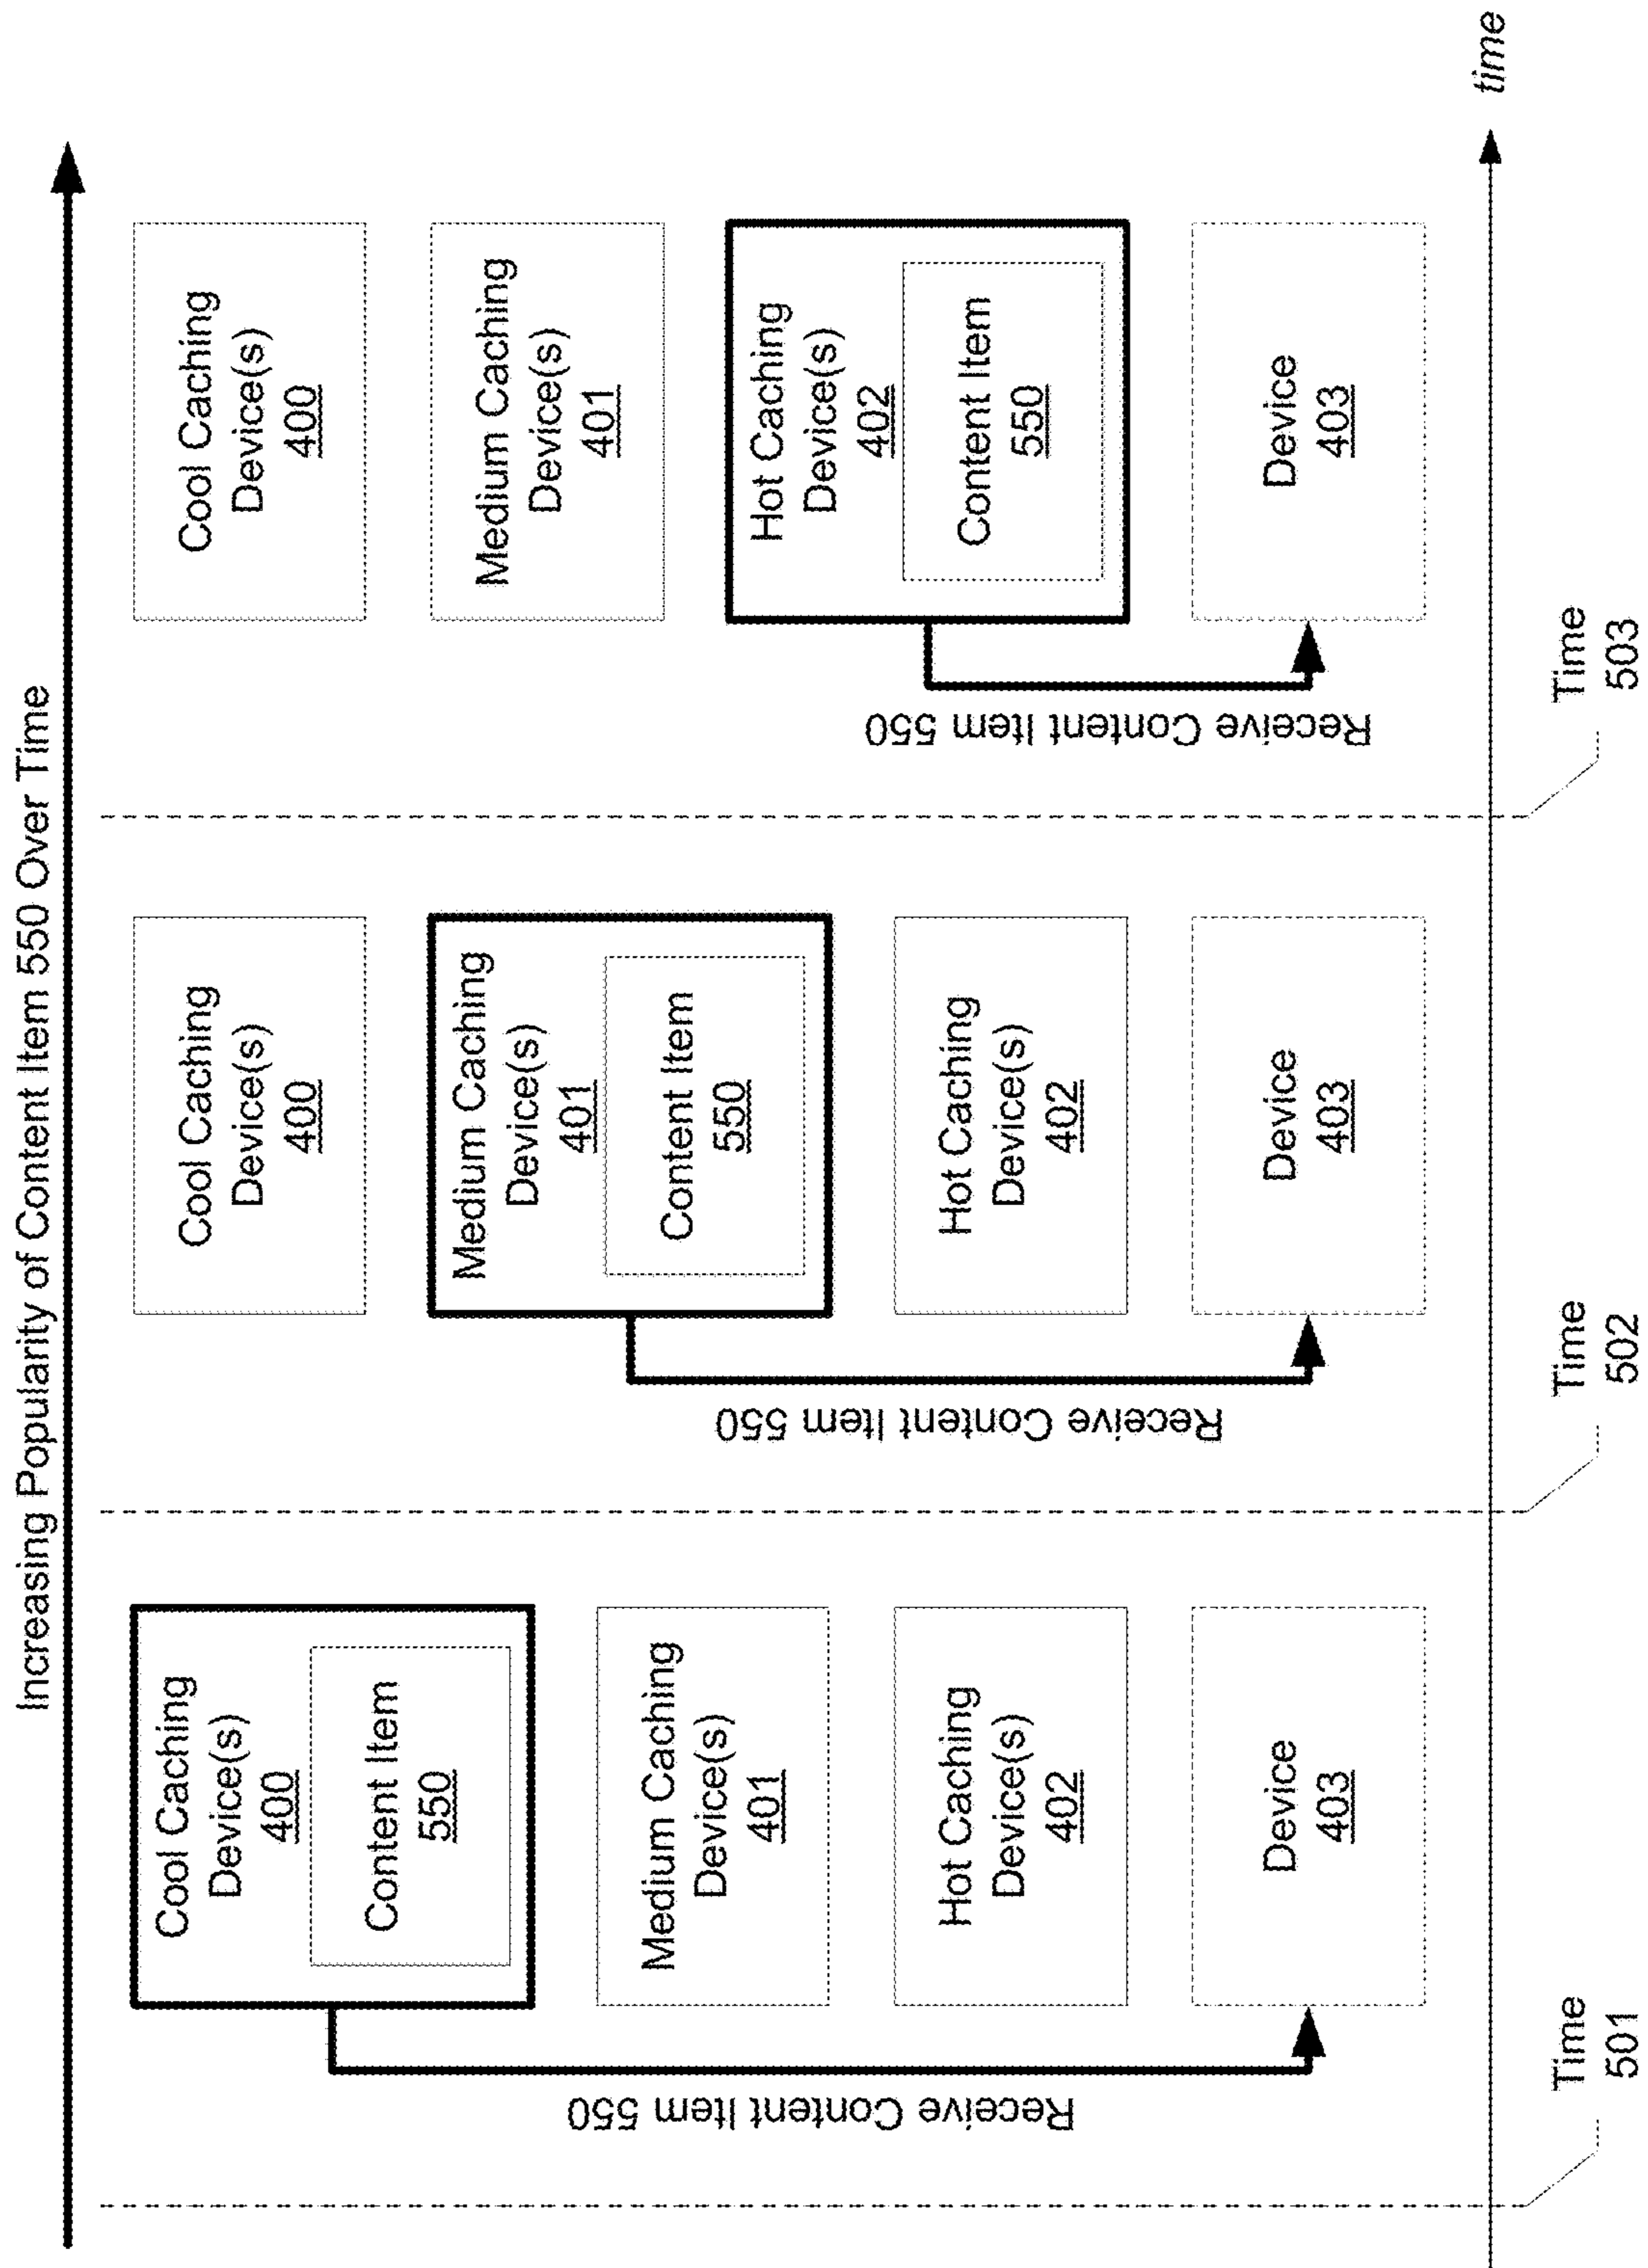 Increasing Popularity of Content Item 550 Over Time
Cool Caching
Device(s)
400
Content Item
550
Medium Caching
Device(s)
401
Hot Caching
Device(s)
402
Device
403
Receive Content Item 550
Time
501
Cool Caching
Device(s)
400
Medium Caching
Device(s)
401
Content Item
550
Hot Caching
Device(s)
402
Device
403
Receive Content Item 550
Time
502
Cool Caching
Device(s)
400
Medium Caching
Device(s)
401
Hot Caching
Device(s)
402
Content Item
550
Device
403
Receive Content Item 550
Time
503
time